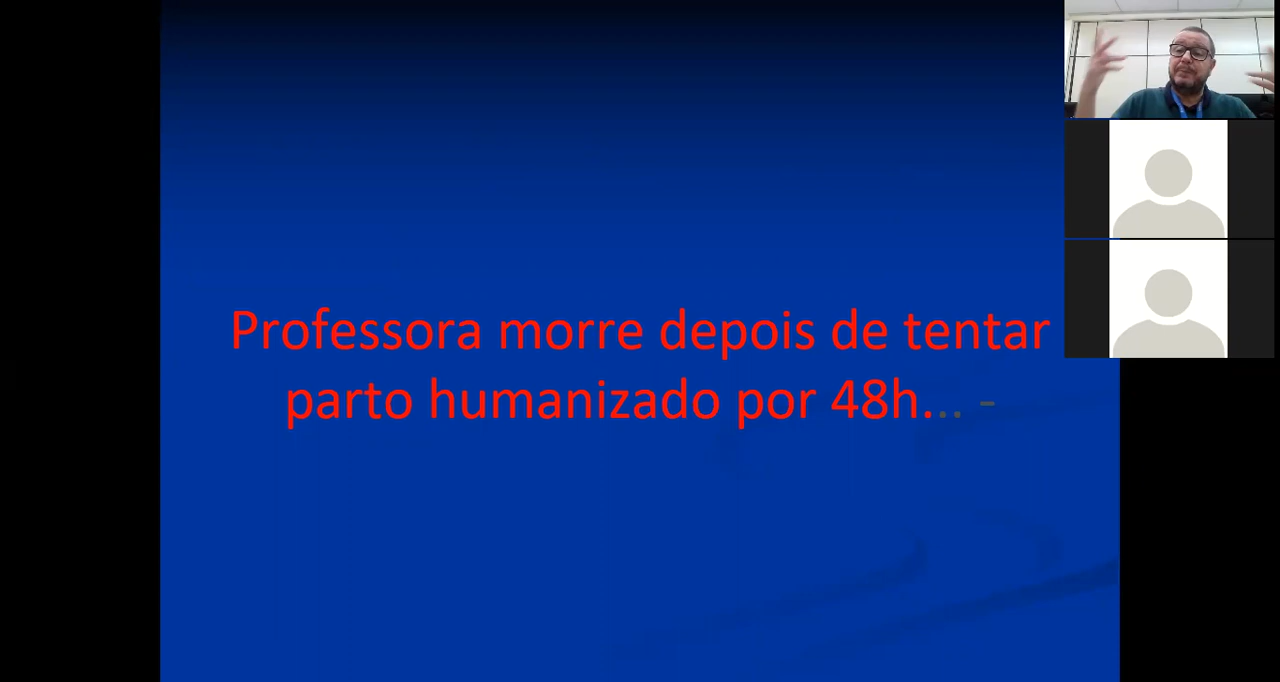 Professora morre depois de tentar
parto humanizado por 48h... -